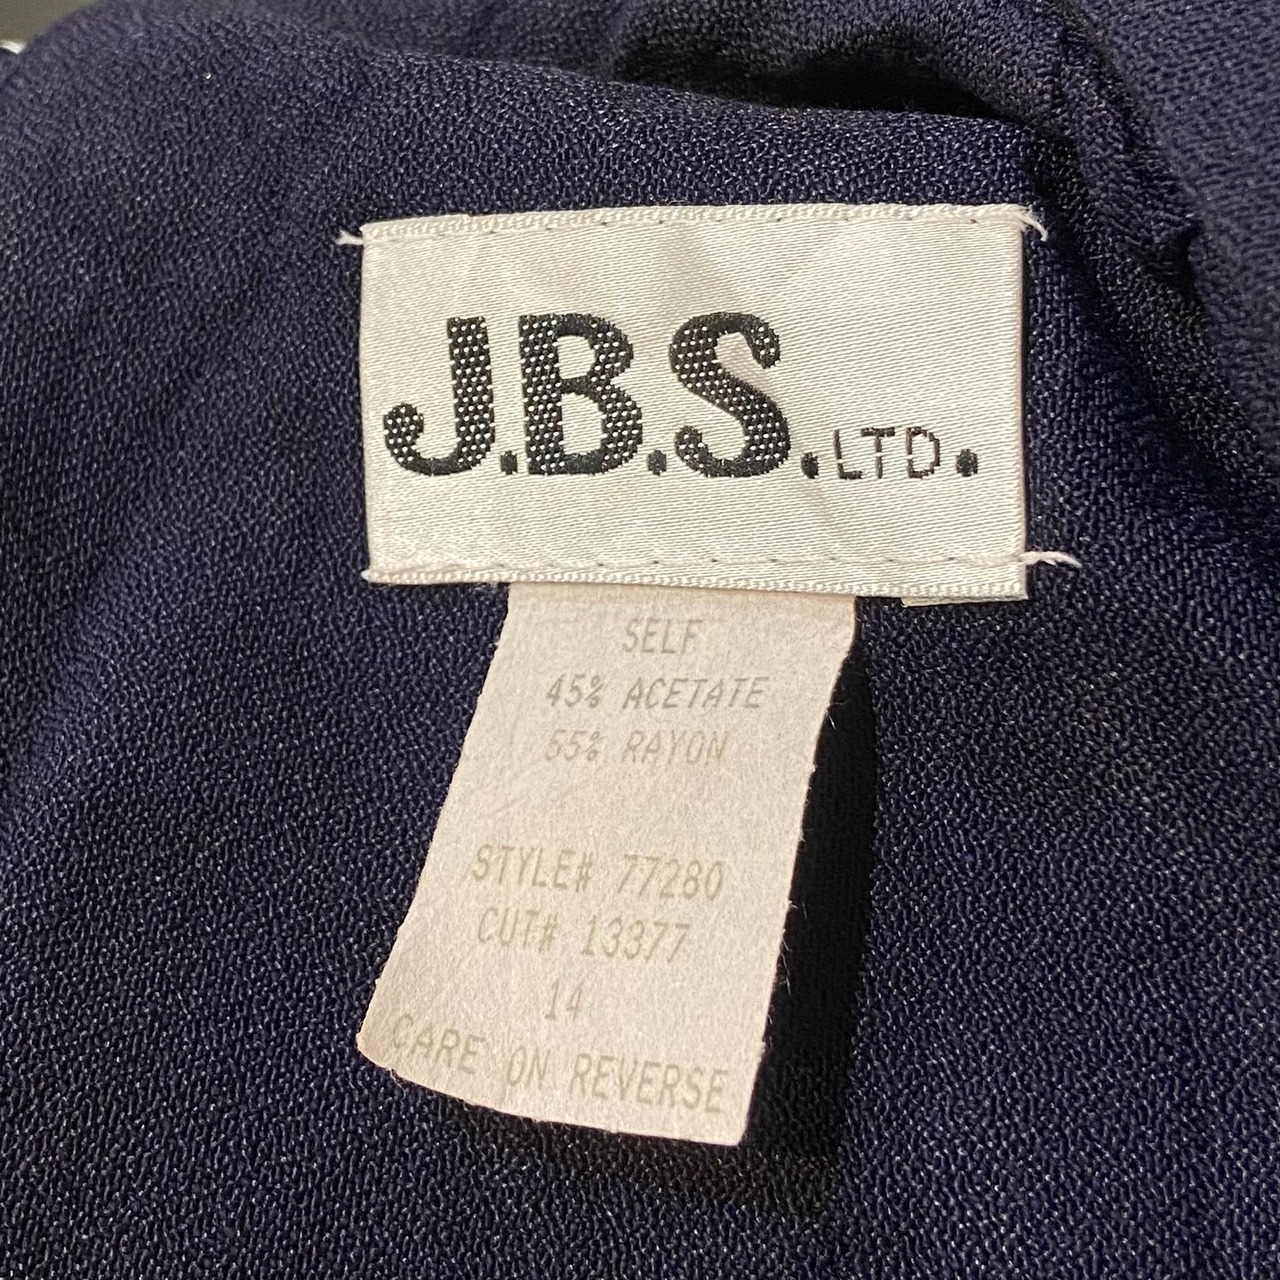 J.B.S. LTD.
SELF
45% ACETATE
55% RAYON
STYLE# 77280
CUT# 13377
14
CARE ON REVERSE